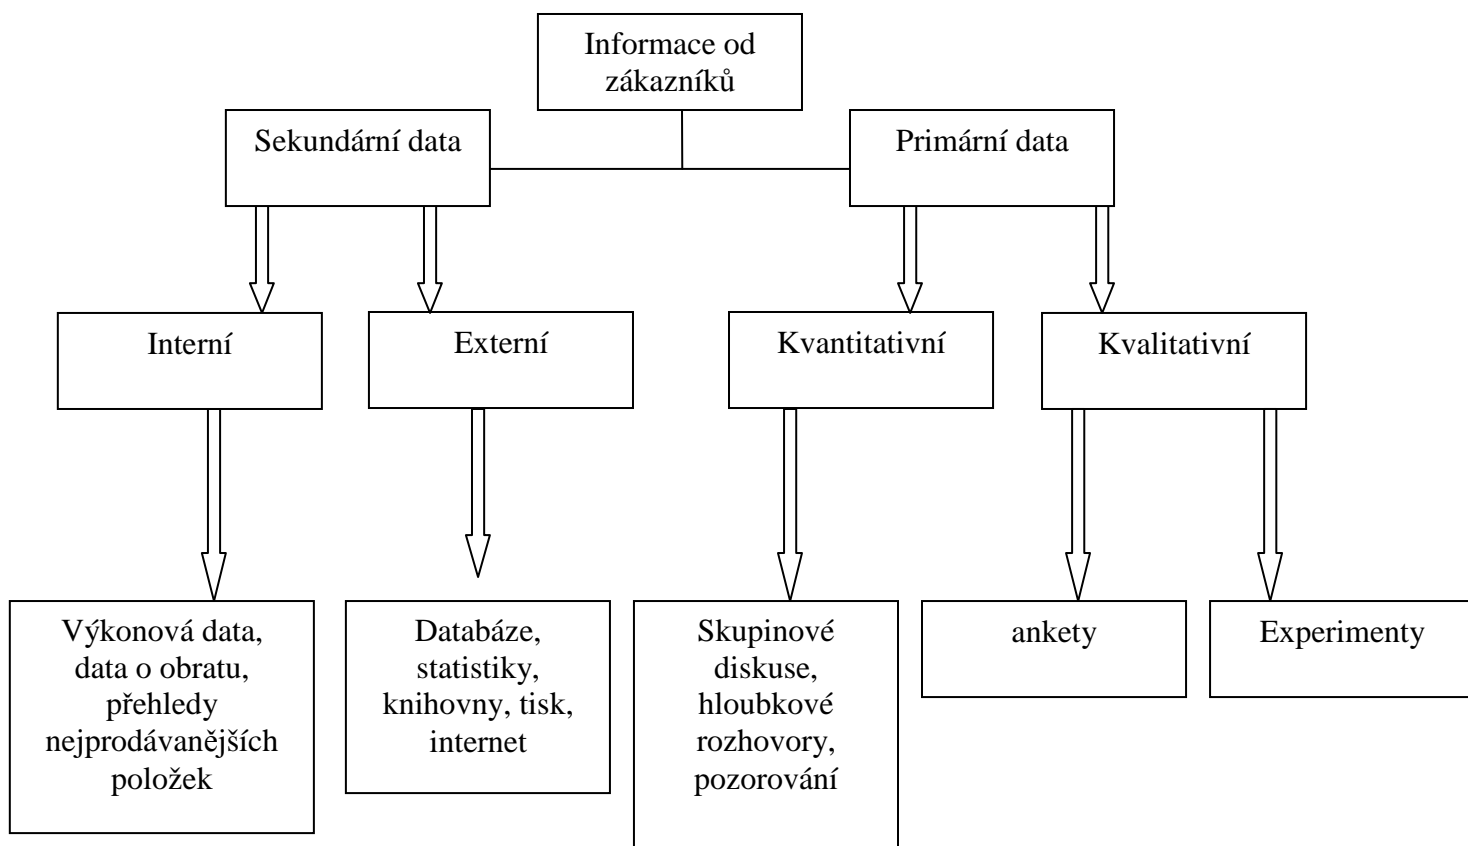 Informace od
zákazníků
Sekundární data
Primární data
Interní
Externí
Kvantitativní
Kvalitativní
Výkonová data,
data o obratu,
přehledy
nejprodávanějších
položek
Databáze,
statistiky,
knihovny, tisk,
internet
Skupinové
diskuse,
hloubkové
rozhovory,
pozorování
ankety
Experimenty